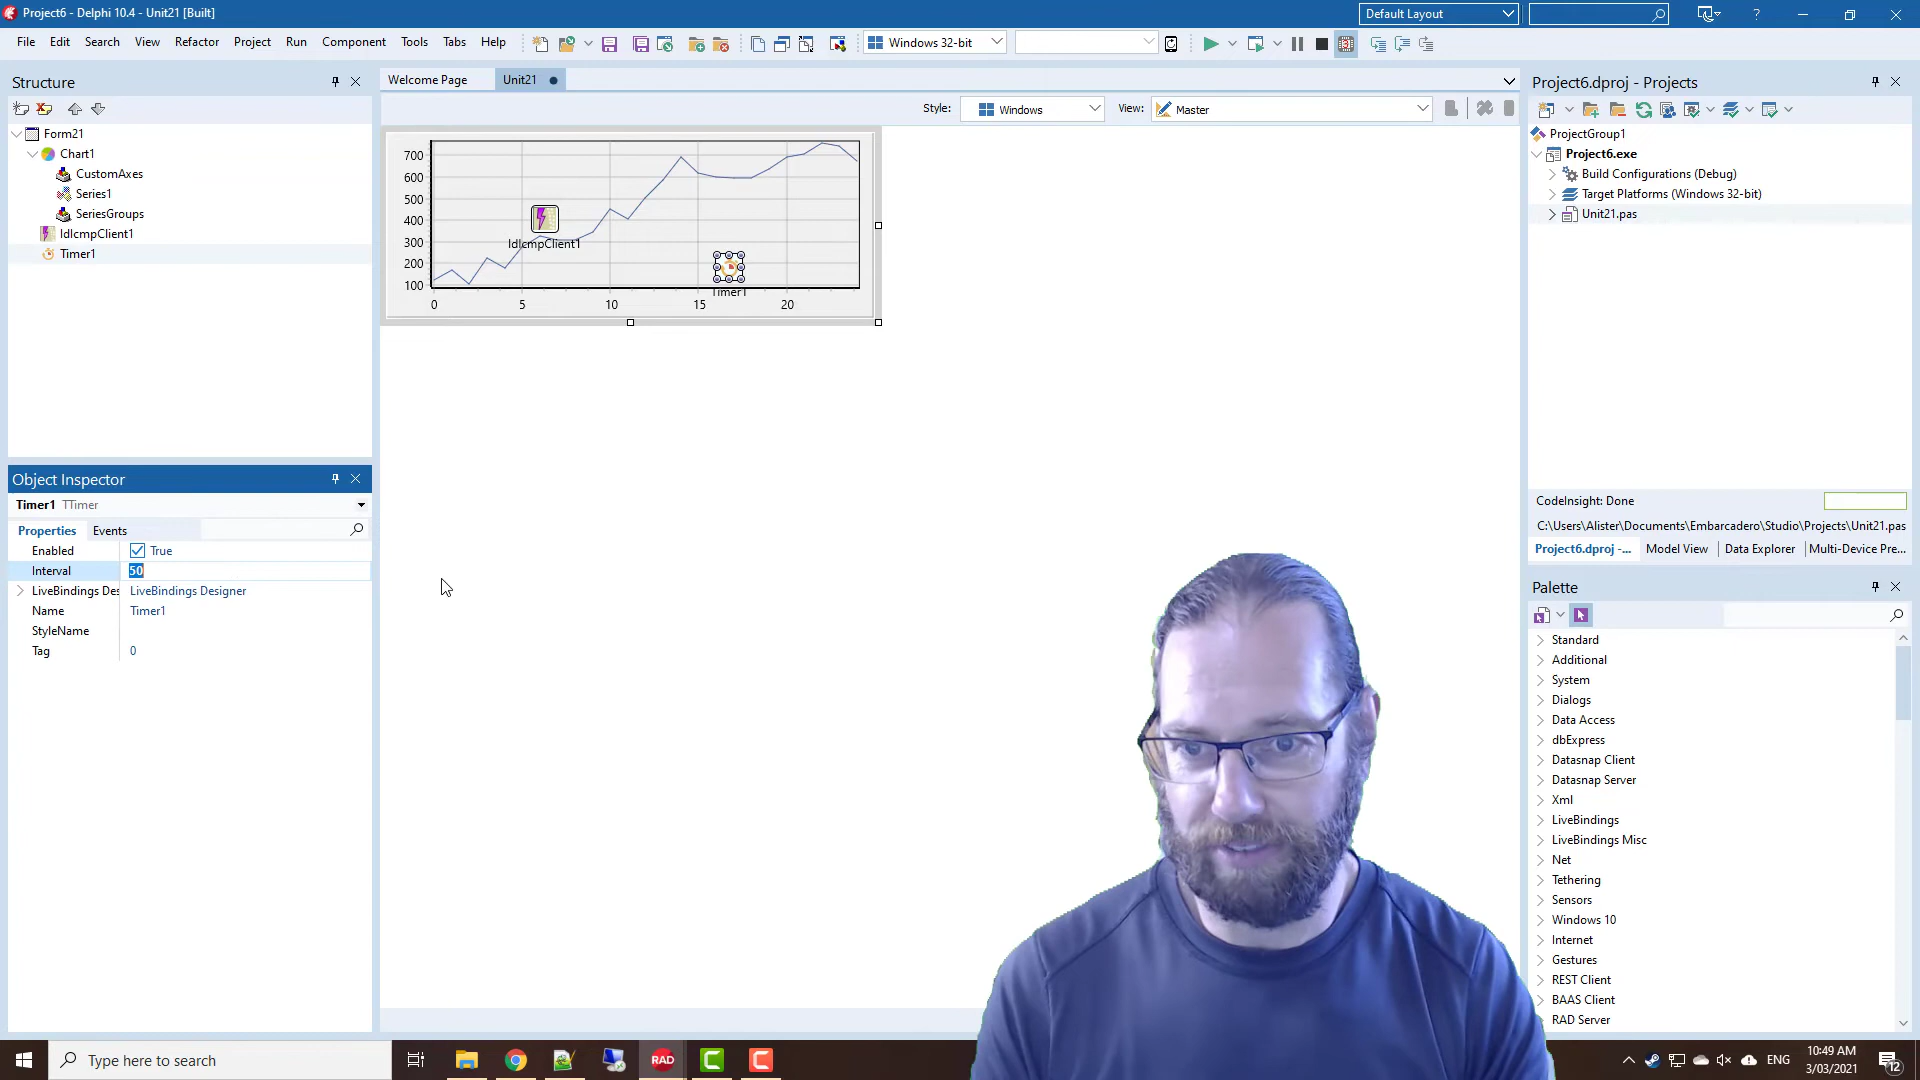 Project6 - Delphi 10.4 - Unit21 [Built]
Default Layout
?
File Edit Search View Refactor Project Run Component Tools Tabs Help
Windows 32-bit
Structure
Welcome Page
Unit21
Project6.dproj - Projects
Style:
Windows
View:
Master
Form21
Chart1
CustomAxes
Series1
SeriesGroups
IdIcmpClient1
Timer1
700
600
500
400
300
200
100
0 5 10 15 20
IdIcmpClient1
Timer1
ProjectGroup1
Project6.exe
Build Configurations (Debug)
Target Platforms (Windows 32-bit)
Unit21.pas
Object Inspector
Timer1 TTimer
Properties Events
Enabled True
Interval 50
LiveBindings Des LiveBindings Designer
Name Timer1
StyleName
Tag 0
CodeInsight: Done
C:\Users\Alister\Documents\Embarcadero\Studio\Projects\Unit21.pas
Project6.dproj -... Model View Data Explorer Multi-Device Pre...
Palette
Standard
Additional
System
Dialogs
Data Access
dbExpress
Datasnap Client
Datasnap Server
Xml
LiveBindings
LiveBindings Misc
Net
Tethering
Sensors
Windows 10
Internet
Gestures
REST Client
BAAS Client
RAD Server
Type here to search
RAD
C
C
ENG
10:49 AM
3/03/2021
12